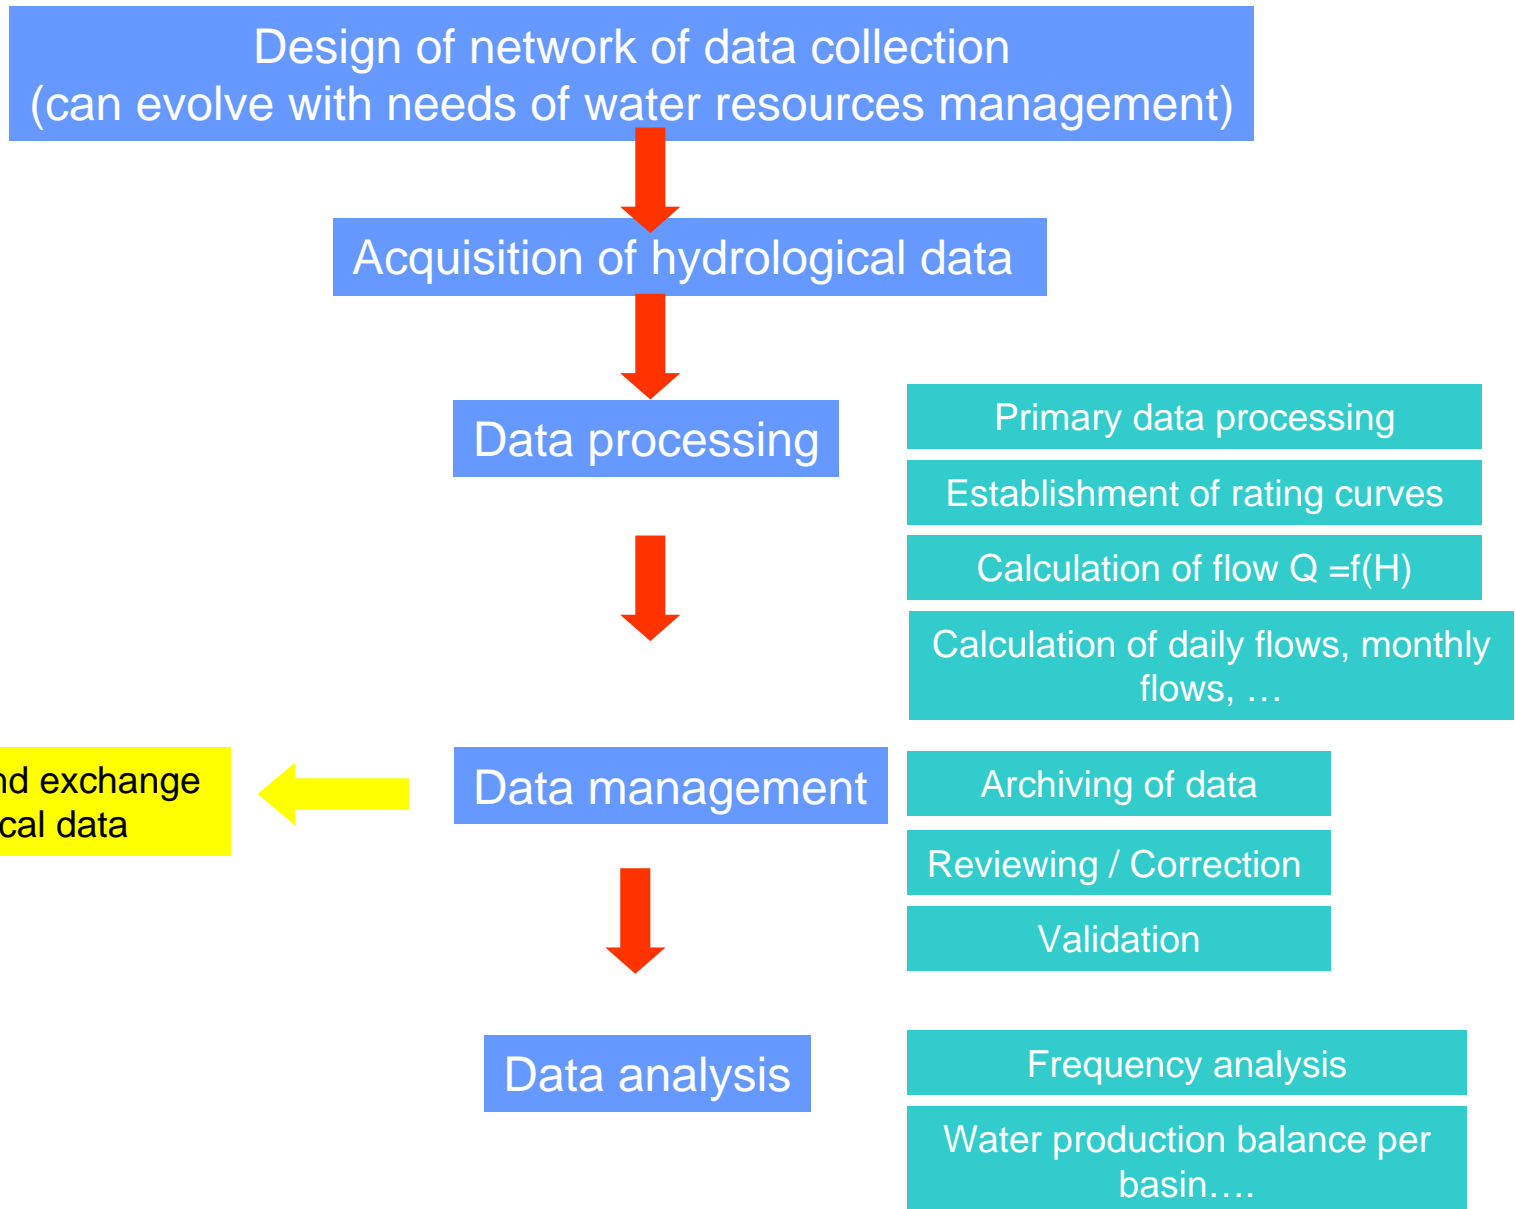 Design of network of data collection
(can evolve with needs of water resources management)
Acquisition of hydrological data
Data processing
Primary data processing
Establishment of rating curves
Calculation of flow Q =f(H)
Calculation of daily flows, monthly
flows, …
exchange
data
Data management
Archiving of data
Reviewing / Correction
Validation
Data analysis
Frequency analysis
Water production balance per
basin….